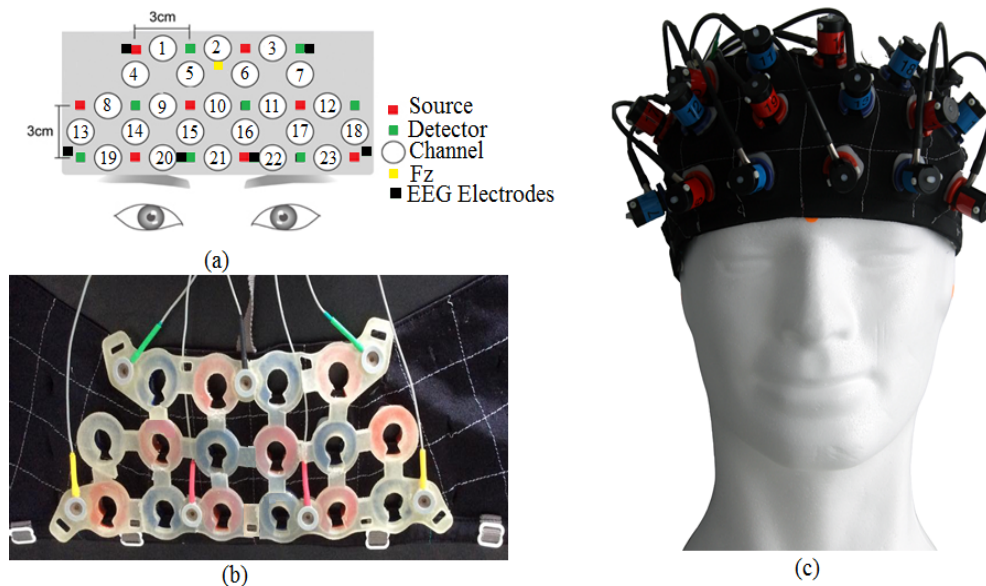 3cm
1 2 3
4 5 6 7
8 9 10 11 12
3cm
13 14 15 16 17 18
19 20 21 22 23
Source
Detector
Channel
Fz
EEG Electrodes
(a)
(b)
(c)